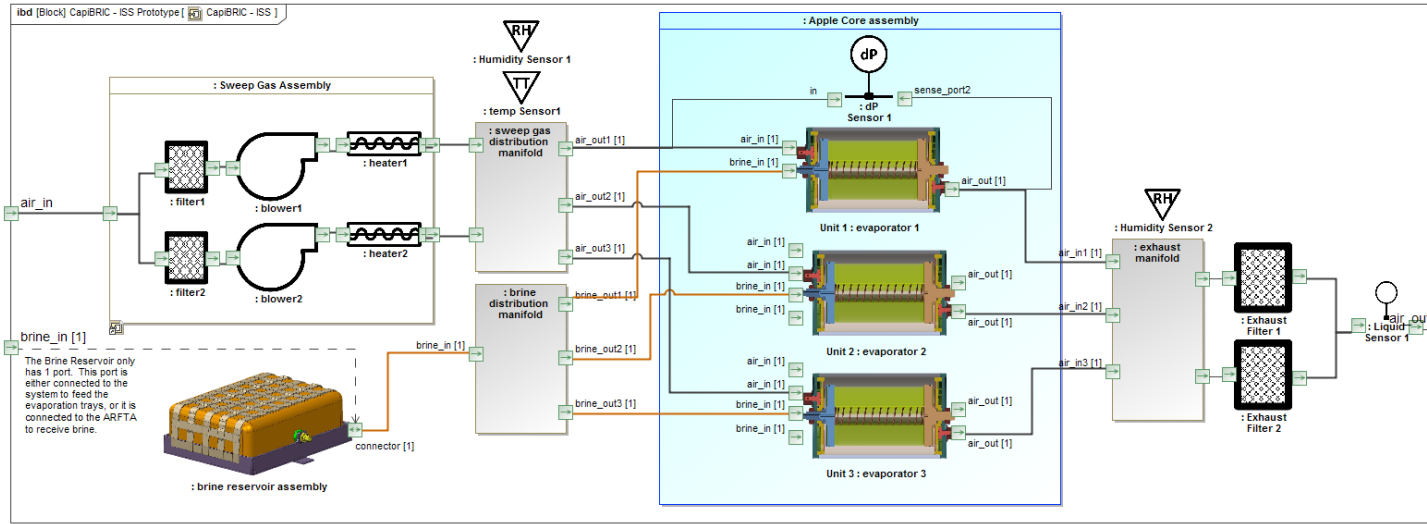 ibd [Block] CapiBRIC - ISS Prototype [ CapiBRIC - ISS ]
RH
: Humidity Sensor 1
TT
: temp Sensor1
: Sweep Gas Assembly
: filter1
: blower1
: heater1
: filter2
: blower2
: heater2
air_in
brine_in [1]
The Brine Reservoir only
has 1 port. This port is
either connected to the
system to feed the
evaporation trays, or it is
connected to the ARFTA
to receive brine.
connector [1]
: brine reservoir assembly
: sweep gas
distribution
manifold
air_out1 [1]
air_out2 [1]
air_out3 [1]
brine_in [1]
: brine
distribution
manifold
brine_out1[1]
brine_out2 [1]
brine_out3 [1]
: Apple Core assembly
dP
in
sense_port2
: dP
Sensor 1
air_in [1]
brine_in [1]
air_out [1]
Unit 1 : evaporator 1
air_in [1]
air_in [1]
brine_in [1]
brine_in [1]
air_out [1]
air_out [1]
Unit 2 : evaporator 2
air_in [1]
air_in [1]
brine_in [1]
brine_in [1]
air_out [1]
air_out [1]
Unit 3 : evaporator 3
RH
: Humidity Sensor 2
: exhaust
manifold
air_in1 [1]
air_in2 [1]
air_in3 [1]
: Exhaust
Filter 1
: Exhaust
Filter 2
: Liquid
Sensor 1
air_out